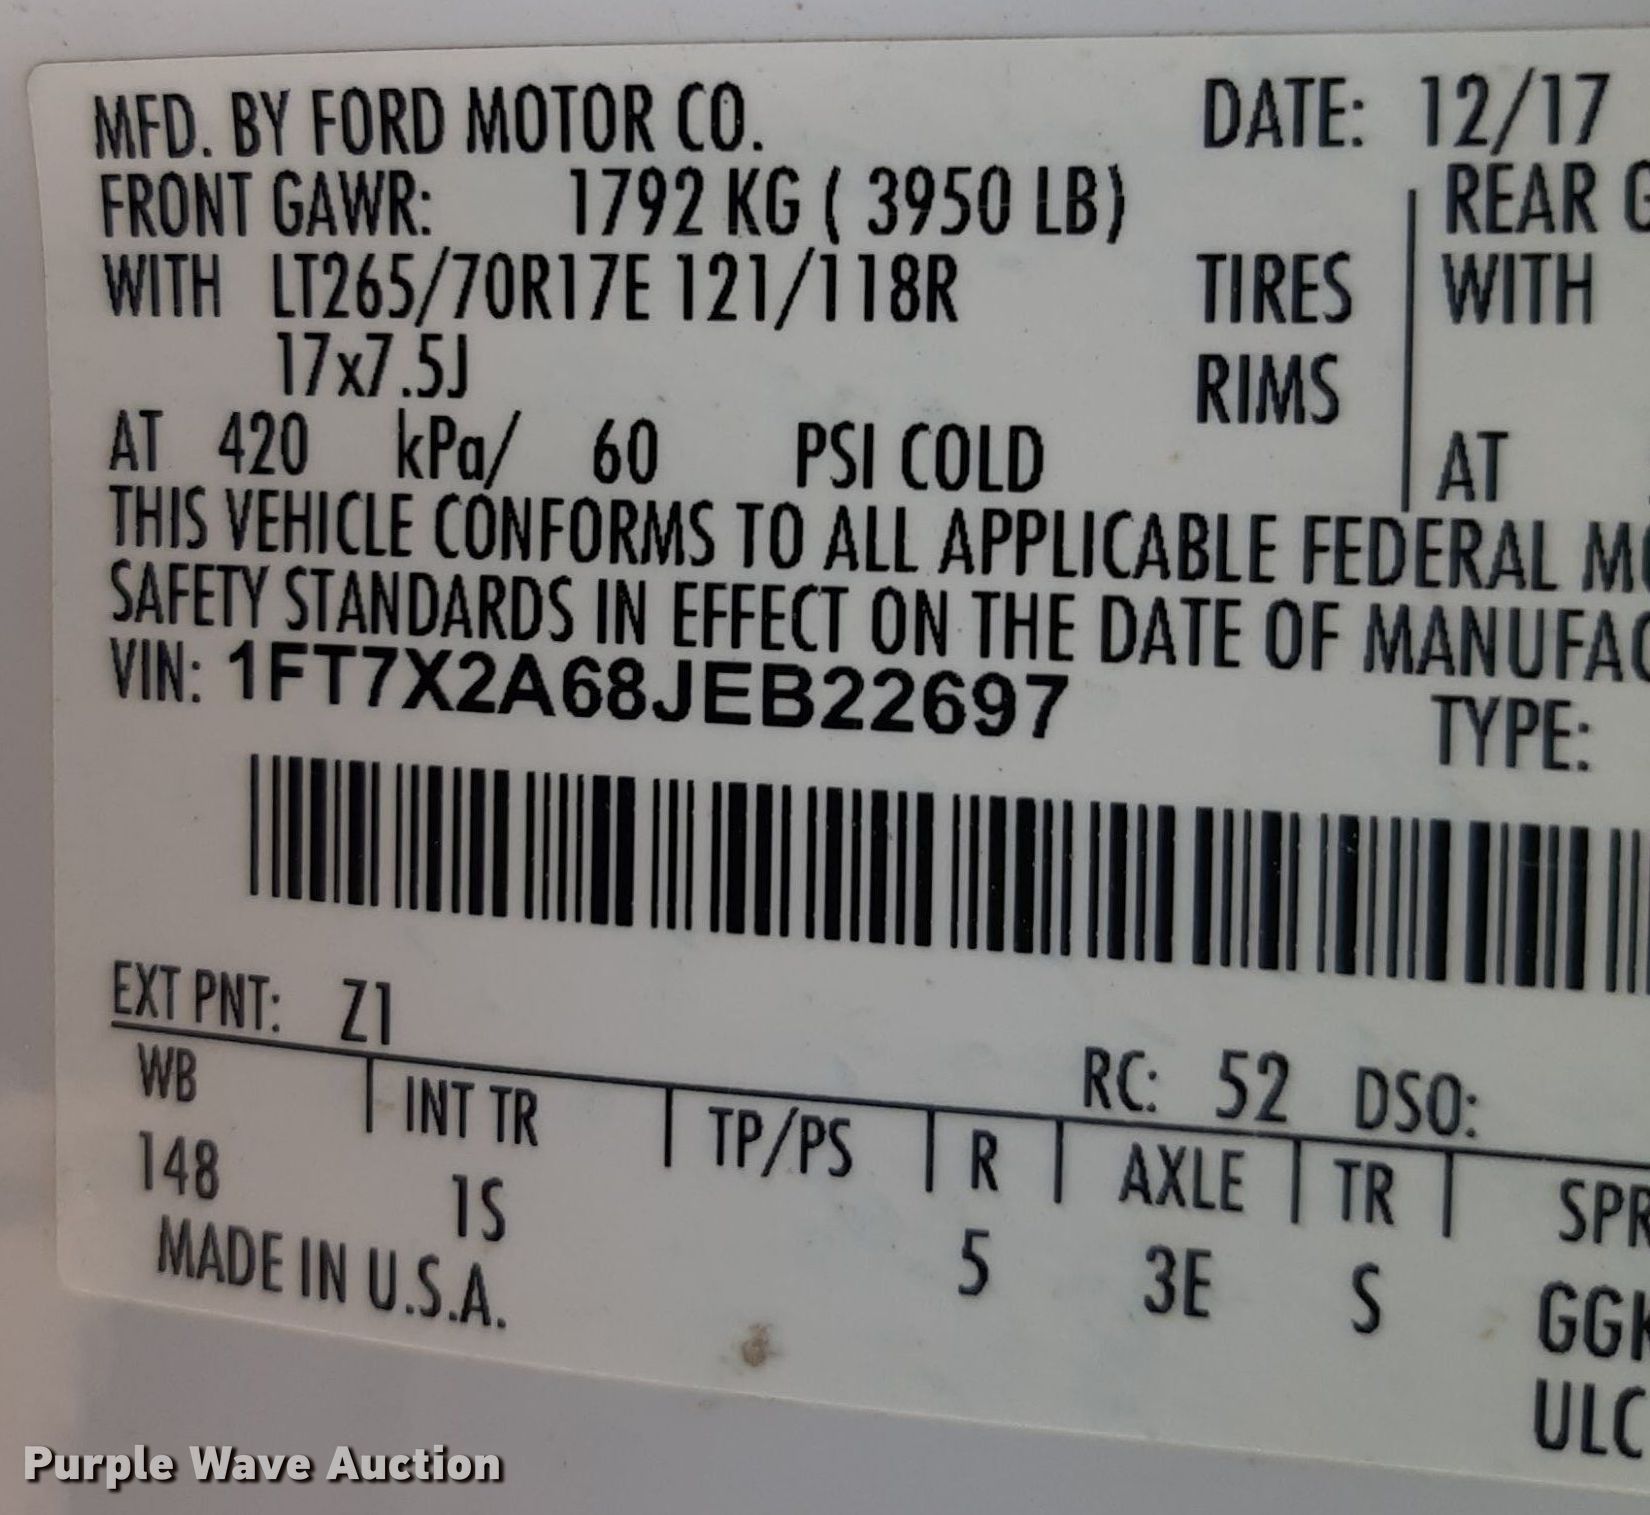 MFD. BY FORD MOTOR CO. DATE: 12/17
FRONT GAWR: 1792 KG ( 3950 LB) REAR
WITH LT265/70R17E 121/118R TIRES WITH
17x7.5J RIMS
AT 420 kPa/ 60 PSI COLD AT
THIS VEHICLE CONFORMS TO ALL APPLICABLE FEDERAL
SAFETY STANDARDS IN EFFECT ON THE DATE OF
VIN: 1FT7X2A68JEB22697 TYPE:
EXT PNT: Z1 RC: 52 DSO:
WB INT TR TP/PS R AXLE TR SPR
148 1S 5 3E S
MADE IN U.S.A. ULC
Purple Wave Auction